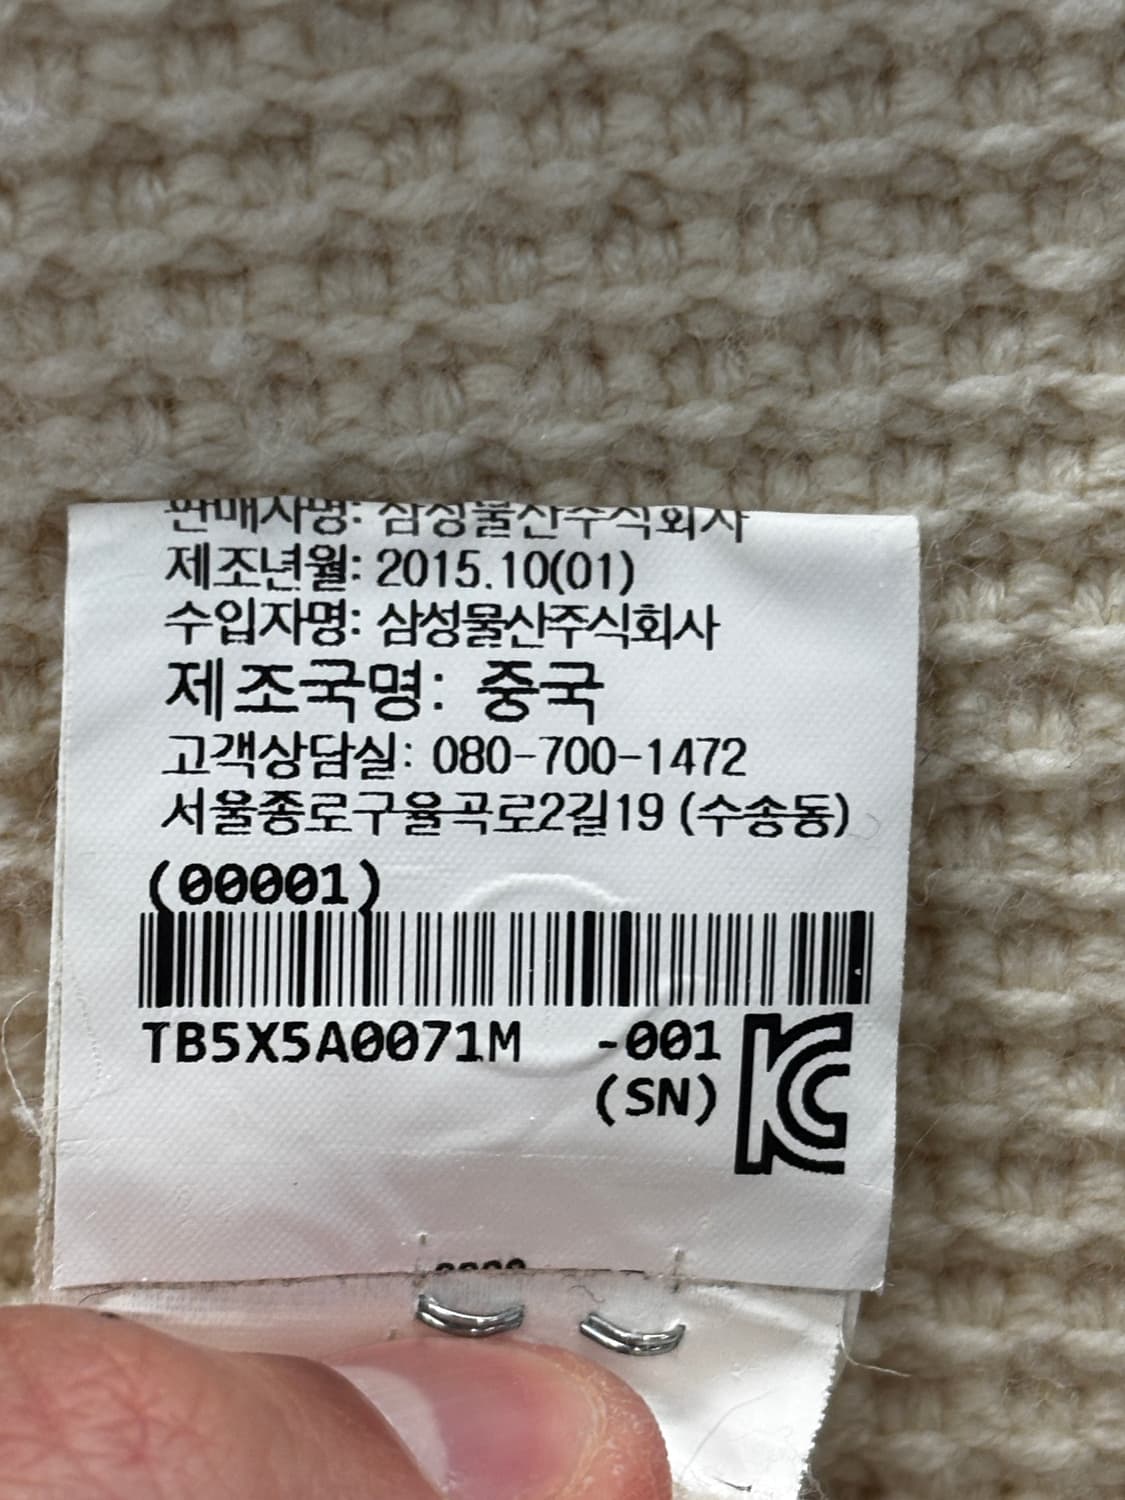 판매자명: 삼성물산주식회사
제조년월: 2015.10(01)
수입자명: 삼성물산주식회사
제조국명: 중국
고객상담실: 080-700-1472
서울종로구율곡로2길19 (수송동)
(00001)
TB5X5A0071M -001
(SN)
KC